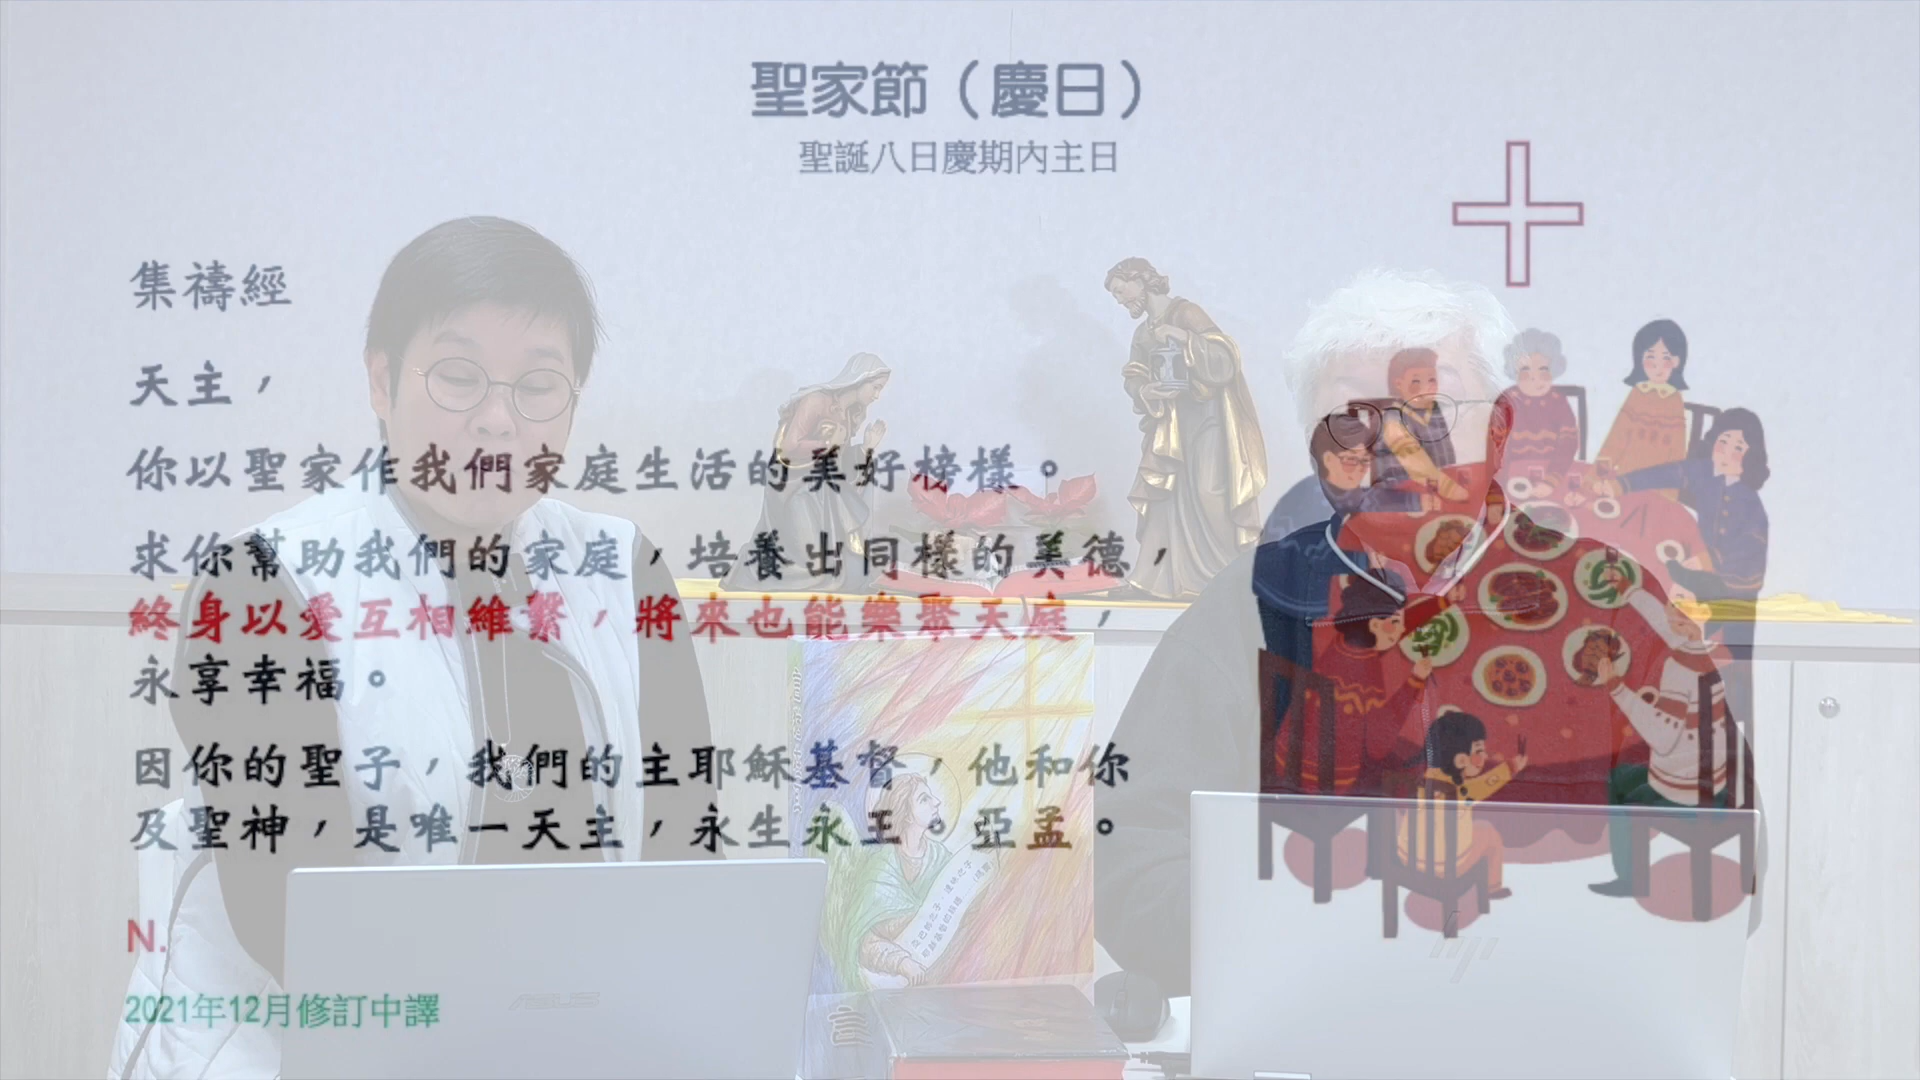 聖家節（慶日）
聖誕八日慶期內主日
集禱經
天主，
你以聖家作我們家庭生活的美好榜樣。
求你幫助我們的家庭，培養出同樣的美德，
終身以愛互相維繫，將來也能樂聚天庭，
永享幸福。
因你的聖子，我們的主耶穌基督，他和你
及聖神，是唯一天主，永生永王。亞孟。
N.
2021年12月修訂中譯
ASUS
hp